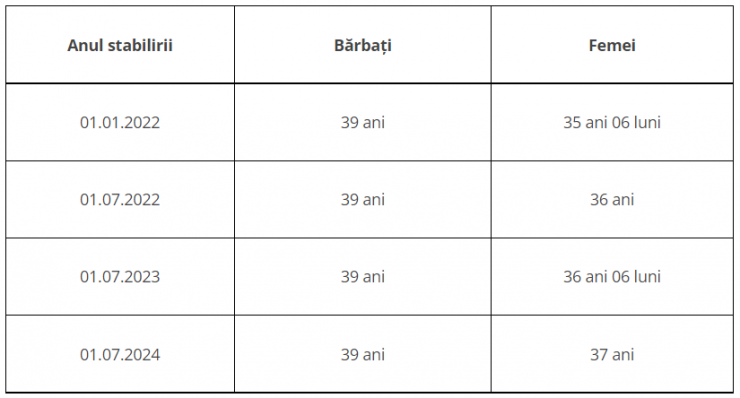 Anul stabilirii Bărbați Femei
01.01.2022 39 ani 35 ani 06 luni
01.07.2022 39 ani 36 ani
01.07.2023 39 ani 36 ani 06 luni
01.07.2024 39 ani 37 ani